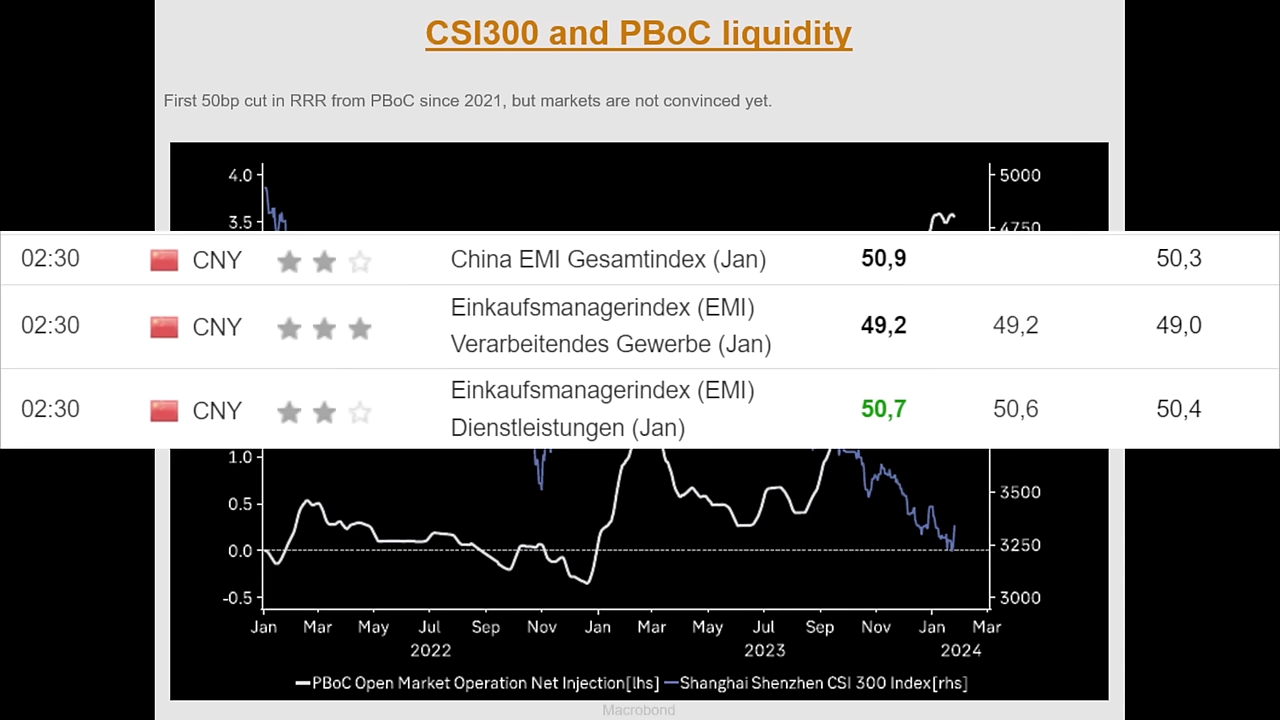 CSI300 and PBoC liquidity
First 50bp cut in RRR from PBoC since 2021, but markets are not convinced yet.
4.0 5000
3.5 4750
02:30 CNY China EMI Gesamtindex (Jan) 50,9 50,3
02:30 CNY Einkaufsmanagerindex (EMI) Verarbeitendes Gewerbe (Jan) 49,2 49,2 49,0
02:30 CNY Einkaufsmanagerindex (EMI) Dienstleistungen (Jan) 50,7 50,6 50,4
1.0
0.5 3500
0.0 3250
-0.5 3000
Jan Mar May Jul Sep Nov Jan Mar May Jul Sep Nov Jan Mar
2022 2023 2024
PBoC Open Market Operation Net Injection[lhs] Shanghai Shenzhen CSI 300 Index[rhs]
Macrobond